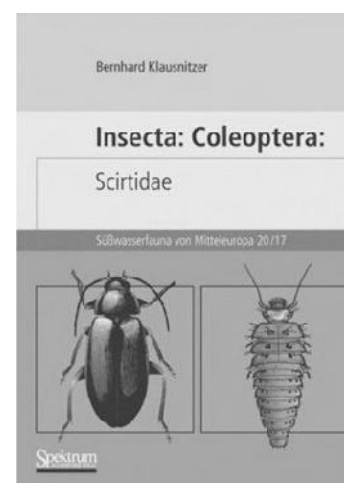 Bernhard Klausnitzer
Insecta: Coleoptera:
Scirtidae
Süßwasserfauna von Mitteleuropa 20/17
Spektrum